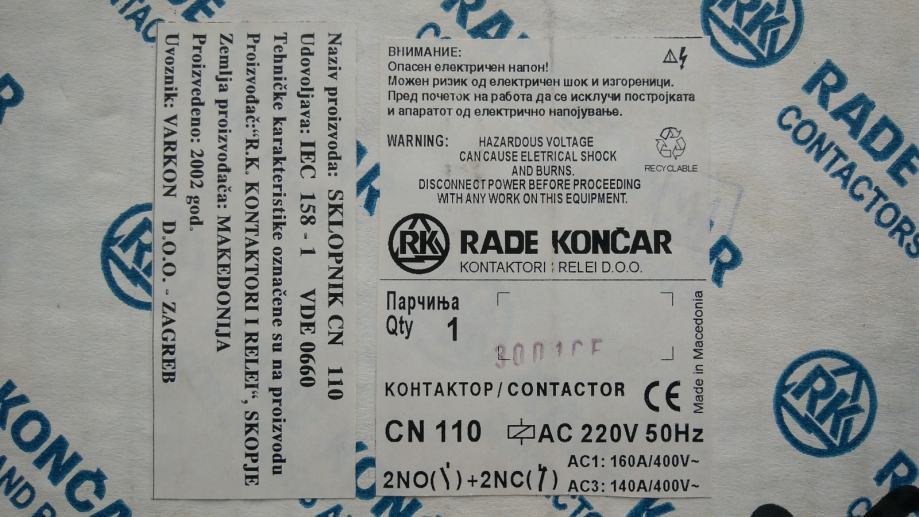 Naziv proizvoda: SKLOPNIK CN 110
Udovoljava: IEC 158 - 1 VDE 0660
Tehničke karakteristike označene su na proizvodu
Proizvođač:"R.K. KONTAKTORI I RELEI", SKOPJE
Zemlja proizvođača: MAKEDONIJA
Proizvedeno: 2002 god.
Uvoznik: VARKON D.O.O. - ZAGREB
ВНИМАНИЕ:
Опасен електричен напон!
Можен ризик од електричен шок и изгореници.
Пред почеток на работа да се исклучи постројката
и апаратот од електрично напојување.
WARNING: HAZARDOUS VOLTAGE
CAN CAUSE ELETRICAL SHOCK
AND BURNS.
DISCONNECT POWER BEFORE PROCEEDING
WITH ANY WORK ON THIS EQUIPMENT.
RECYCLABLE
RK RADE KONČAR
KONTAKTORI I RELEI D.O.O.
Парчиња
Qty 1
КОНТАКТОР/CONTACTOR CE
Made in Macedonia
CN 110 AC 220V 50Hz
2NO( )+2NC( )
AC1: 160A/400V~
AC3: 140A/400V~
RK
RADE
CONTACTORS
RK
RK
KONČAR
AND